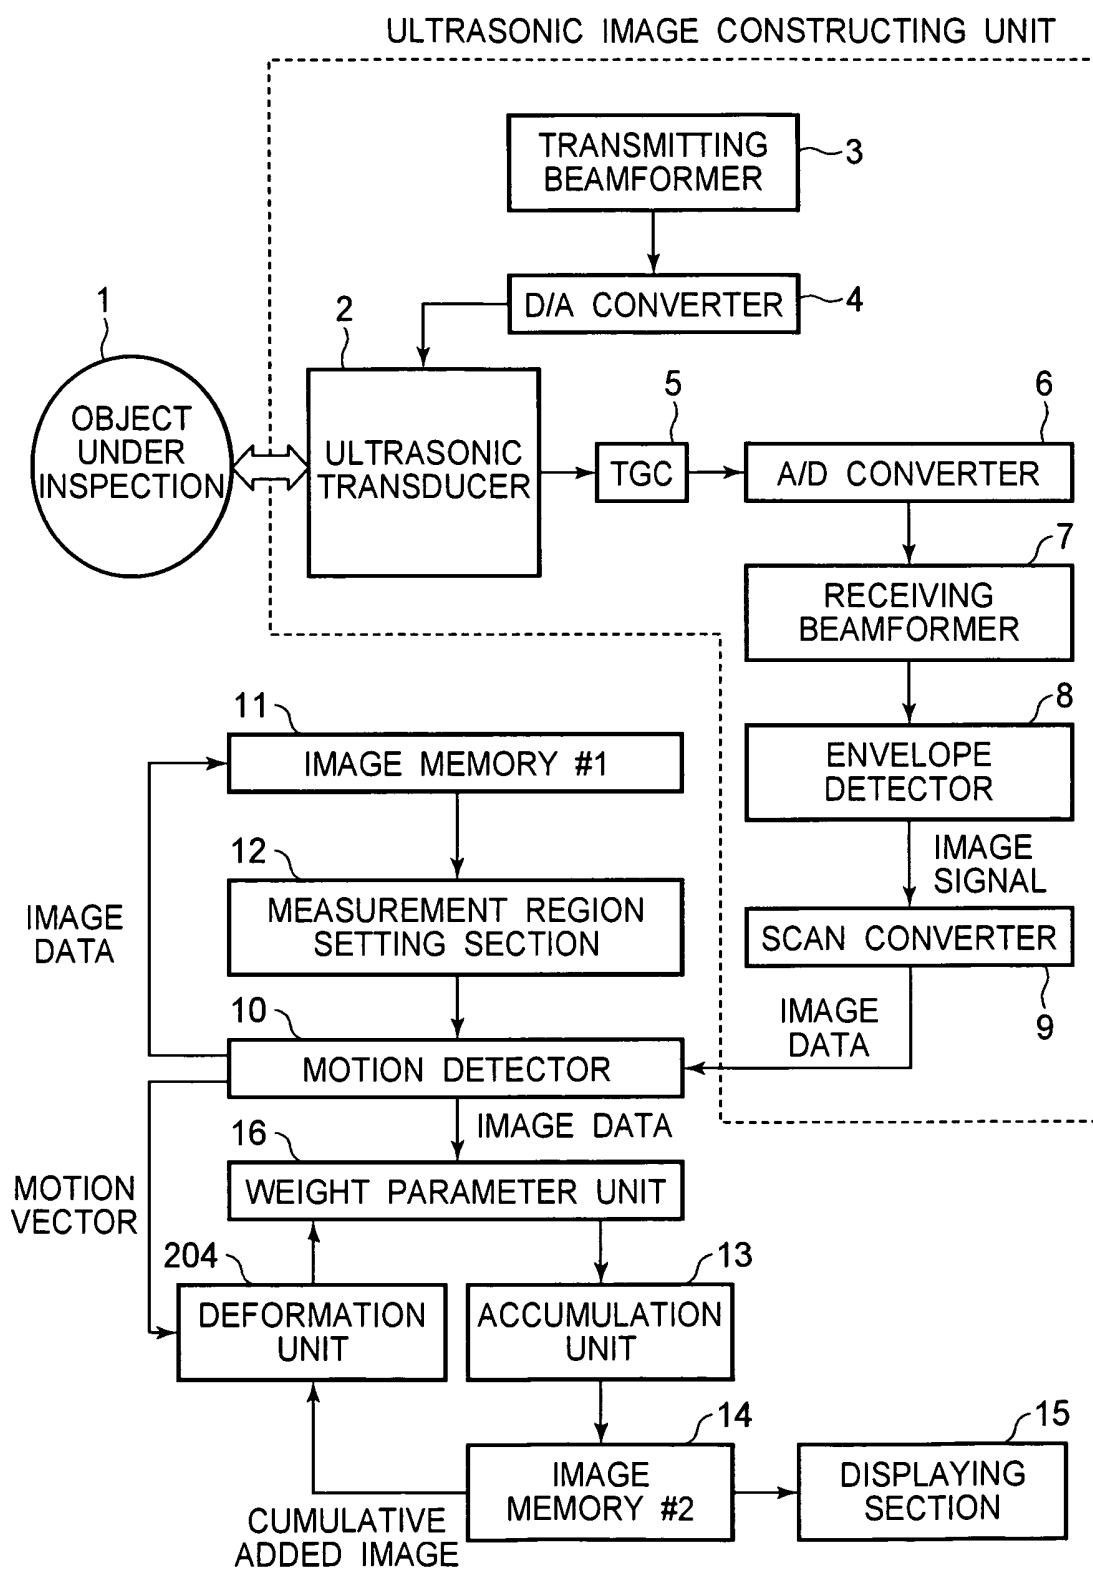 ULTRASONIC IMAGE CONSTRUCTING UNIT
TRANSMITTING
BEAMFORMER
3
D/A CONVERTER
4
1
OBJECT
UNDER
INSPECTION
2
ULTRASONIC
TRANSDUCER
5
TGC
6
A/D CONVERTER
7
RECEIVING
BEAMFORMER
8
ENVELOPE
DETECTOR
IMAGE
SIGNAL
SCAN CONVERTER
9
IMAGE
DATA
11
IMAGE MEMORY #1
12
MEASUREMENT REGION
SETTING SECTION
IMAGE
DATA
10
MOTION DETECTOR
IMAGE DATA
16
WEIGHT PARAMETER UNIT
MOTION
VECTOR
204
DEFORMATION
UNIT
13
ACCUMULATION
UNIT
14
IMAGE
MEMORY #2
15
DISPLAYING
SECTION
CUMULATIVE
ADDED IMAGE